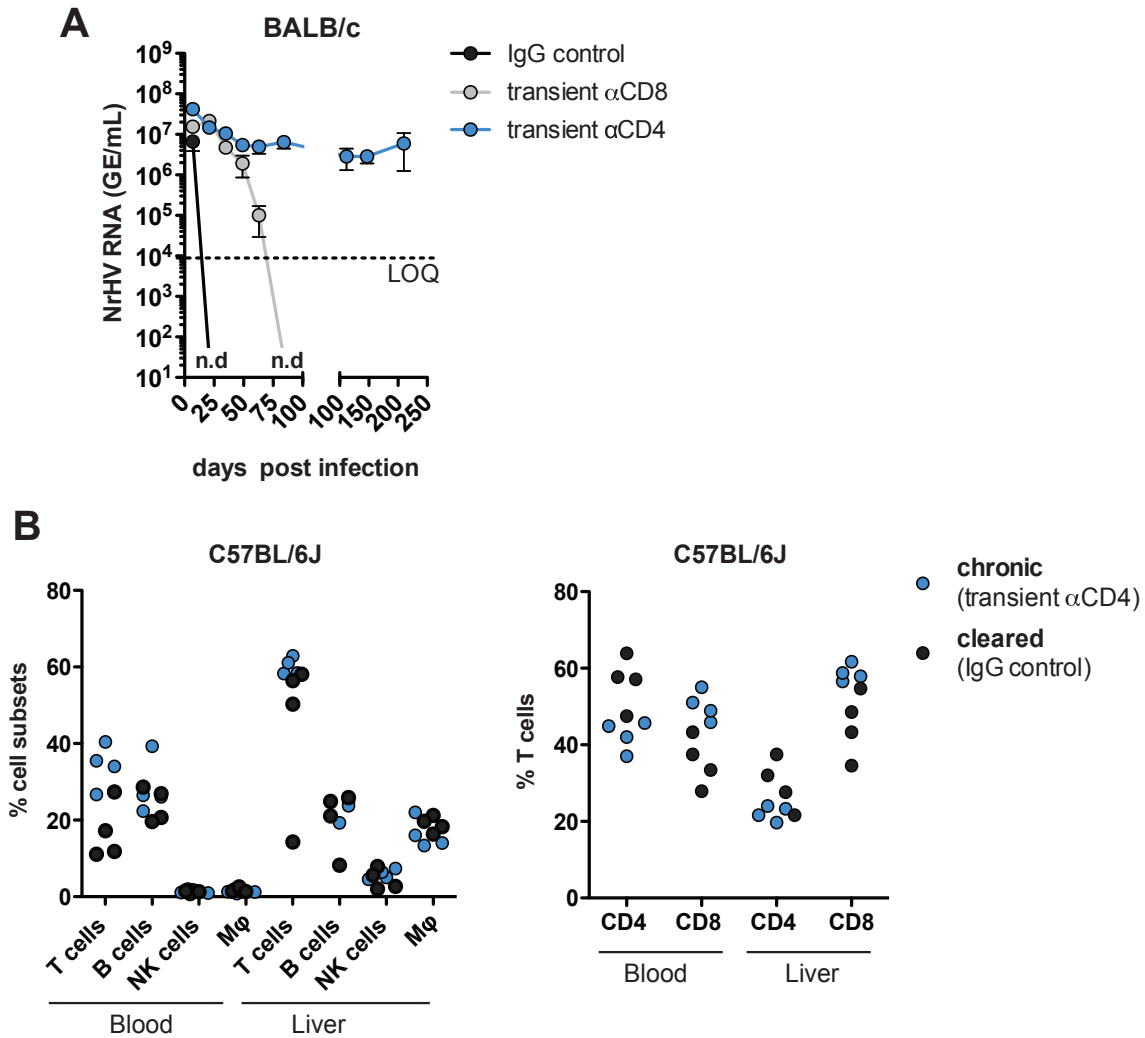 A
BALB/c
NrHV RNA (GE/mL)
10⁹
10⁸
10⁷
10⁶
10⁵
10⁴
10³
10²
10¹
LOQ
n.d
n.d
0
25
50
75
100
100
150
200
250
days post infection
IgG control
transient αCD8
transient αCD4
B
C57BL/6J
% cell subsets
80
60
40
20
0
T cells
B cells
NK cells
Mφ
T cells
B cells
NK cells
Mφ
Blood
Liver
C57BL/6J
% T cells
80
60
40
20
0
CD4
CD8
CD4
CD8
Blood
Liver
chronic
(transient αCD4)
cleared
(IgG control)